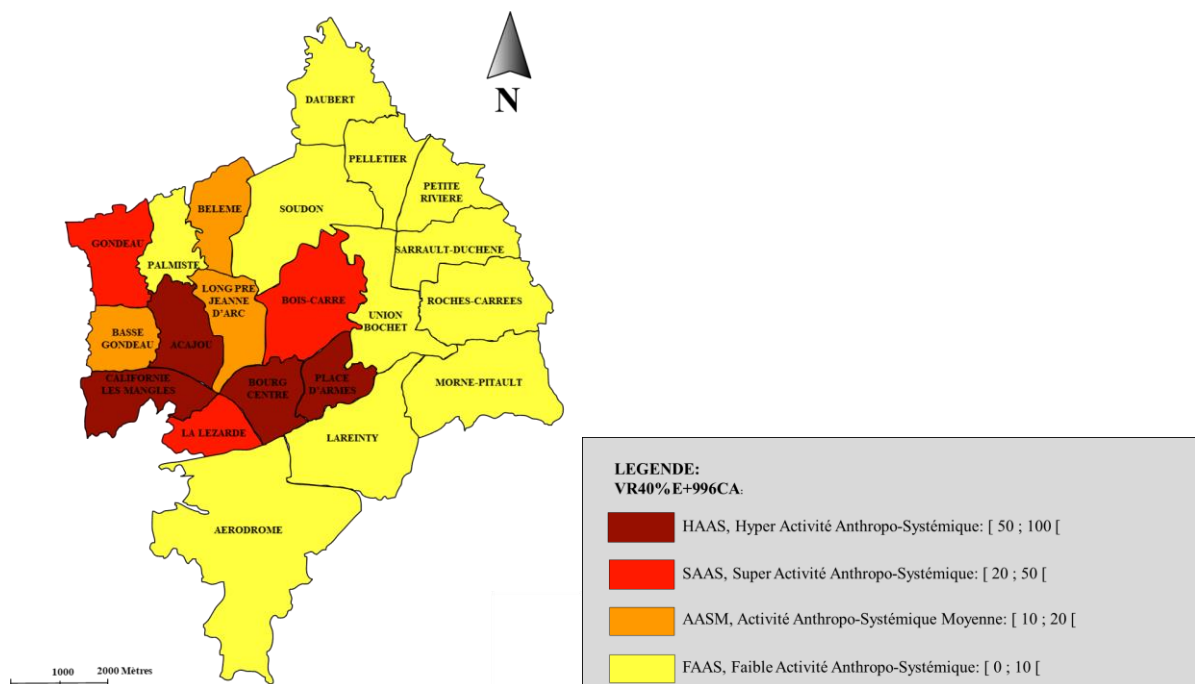 N
DAUBERT
PELLETIER
PETITE
RIVIERE
BELEME
SOUDON
GONDEAU
SARRAULT-DUCHENE
PALMISTE
LONG PRE
JEANNE
D'ARC
BOIS-CARRE
ROCHES-CARREES
UNION
BOCHET
BASSE
GONDEAU
ACAJOU
CALIFORNIE
LES MANGLES
BOURG
CENTRE
PLACE
D'ARMES
MORNE-PITAULT
LA LEZARDE
LAREINTY
AERODROME
1000
2000 Mètres
LEGENDE:
VR40%E+996CA:
HAAS, Hyper Activité Anthropo-Systémique: [ 50 ; 100 [
SAAS, Super Activité Anthropo-Systémique: [ 20 ; 50 [
AASM, Activité Anthropo-Systémique Moyenne: [ 10 ; 20 [
FAAS, Faible Activité Anthropo-Systémique: [ 0 ; 10 [